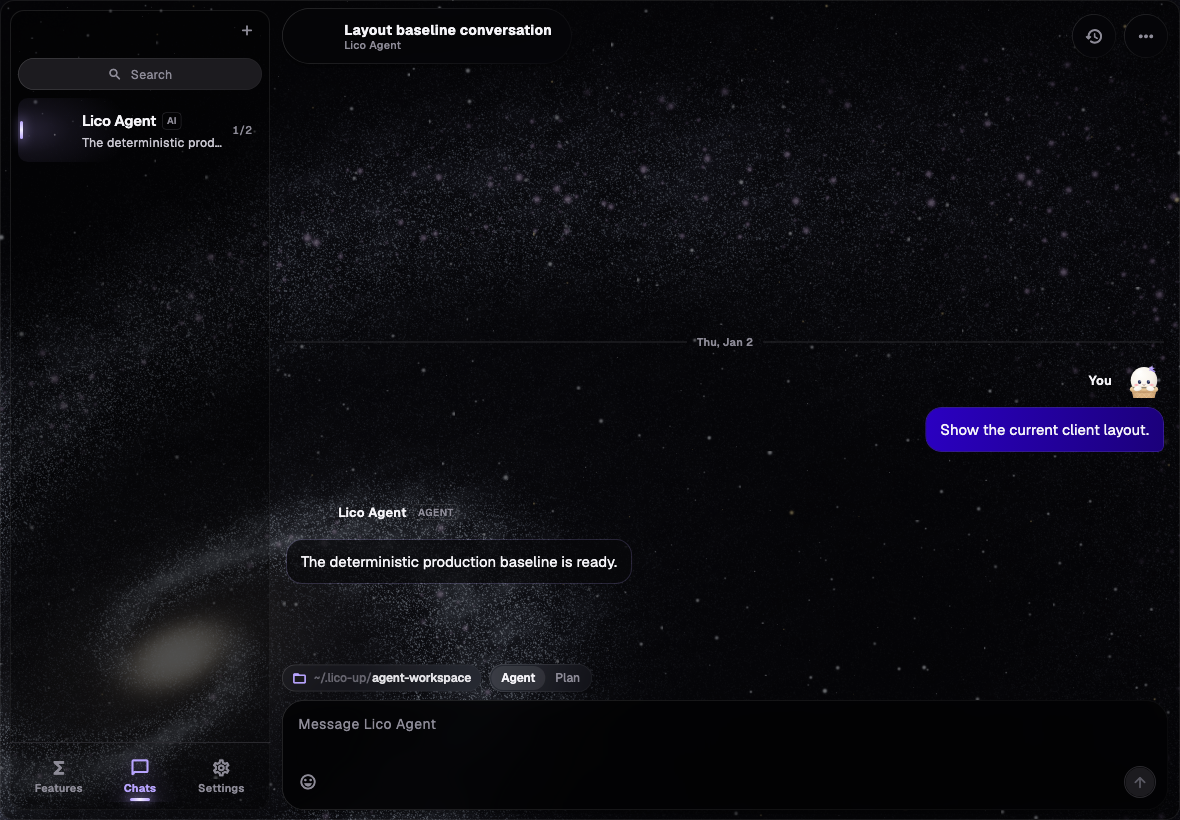 Search
Lico Agent AI
The deterministic prod…
1/2
Features
Chats
Settings
Layout baseline conversation
Lico Agent
Thu, Jan 2
You
Show the current client layout.
Lico Agent AGENT
The deterministic production baseline is ready.
~/.lico-up/agent-workspace
Agent Plan
Message Lico Agent